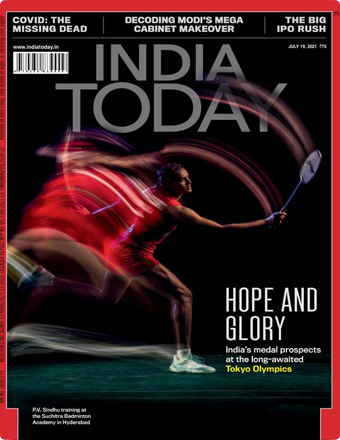 COVID: THE
MISSING DEAD
DECODING MODI'S MEGA
CABINET MAKEOVER
THE BIG
IPO RUSH
www.indiatoday.in
JULY 19, 2021 ₹75
INDIA
TODAY
HOPE AND
GLORY
India's medal prospects
at the long-awaited
Tokyo Olympics
P.V. Sindhu training at
the Suchitra Badminton
Academy in Hyderabad